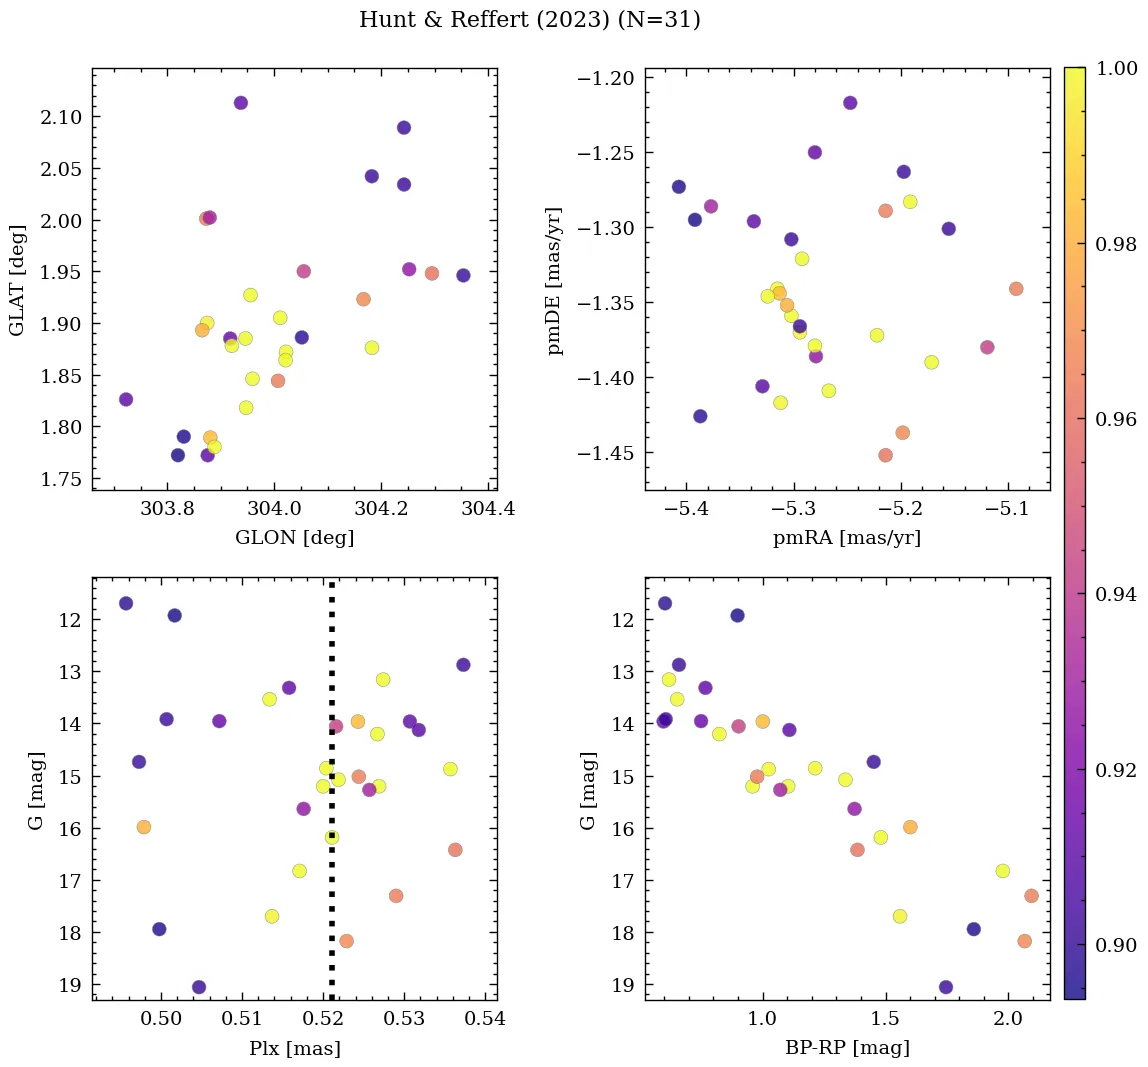 Hunt & Reffert (2023) (N=31)
2.10
2.05
2.00
1.95
1.90
1.85
1.80
1.75
GLAT [deg]
303.8 304.0 304.2 304.4
GLON [deg]
−1.20
−1.25
−1.30
−1.35
−1.40
−1.45
pmDE [mas/yr]
−5.4 −5.3 −5.2 −5.1
pmRA [mas/yr]
12
13
14
15
16
17
18
19
G [mag]
0.50 0.51 0.52 0.53 0.54
Plx [mas]
12
13
14
15
16
17
18
19
G [mag]
1.0 1.5 2.0
BP-RP [mag]
1.00
0.98
0.96
0.94
0.92
0.90